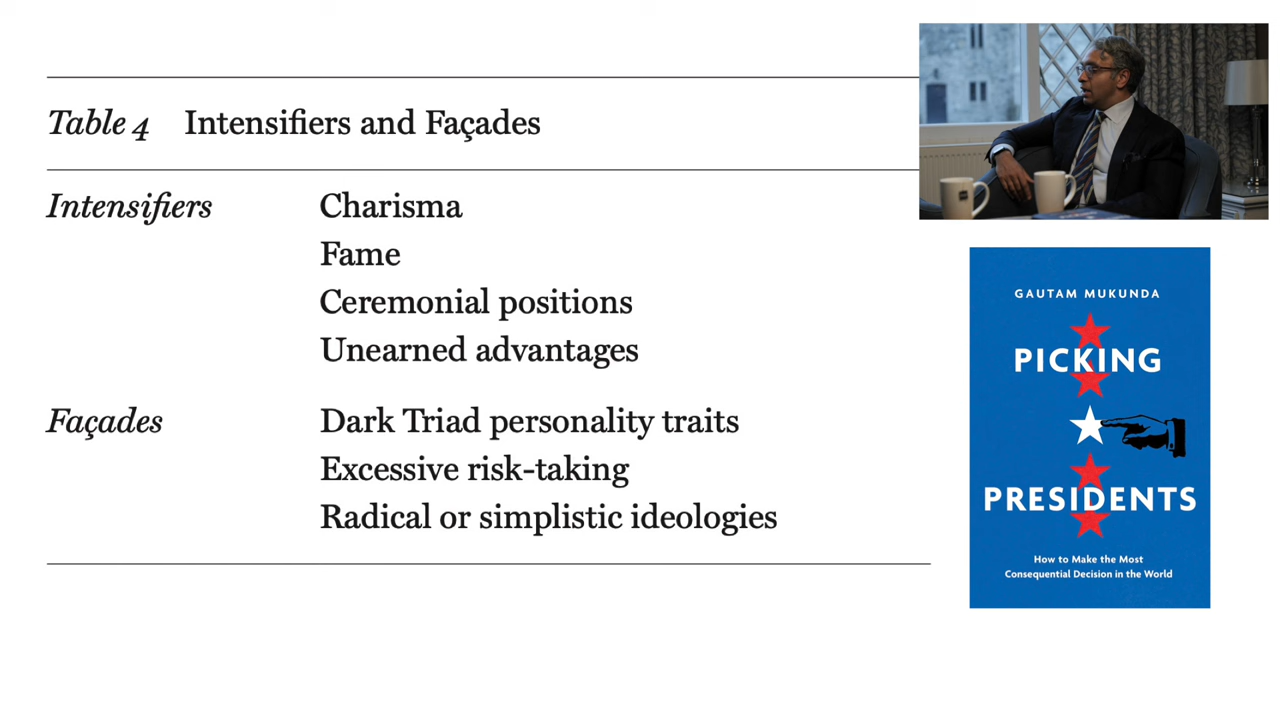 Table 4 Intensifiers and Façades
Intensifiers Charisma
Fame
Ceremonial positions
Unearned advantages
Façades Dark Triad personality traits
Excessive risk-taking
Radical or simplistic ideologies
GAUTAM MUKUNDA
PICKING
PRESIDENTS
How to Make the Most
Consequential Decision in the World